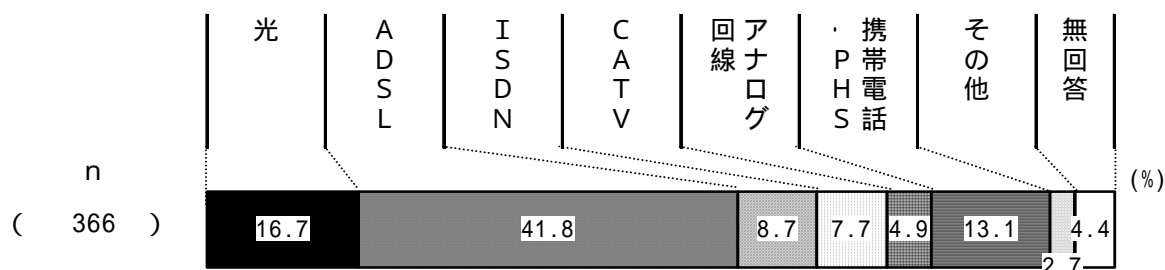 光
ADSL
ISDN
CATV
アナログ
回線
携帯電話
・PHS
その他
無回答
(%)
n
( 366 )
16.7
41.8
8.7
7.7
4.9
13.1
2.7
4.4